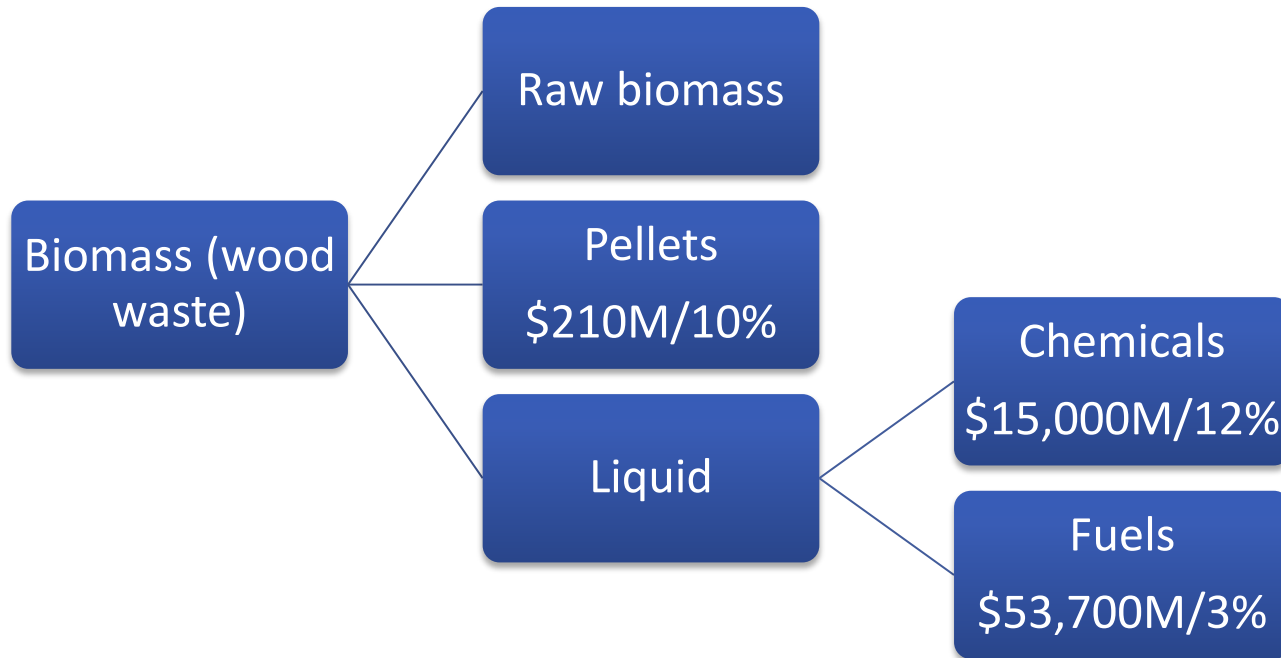 Raw biomass
Biomass (wood
waste)
Pellets
$210M/10%
Liquid
Chemicals
$15,000M/12%
Fuels
$53,700M/3%